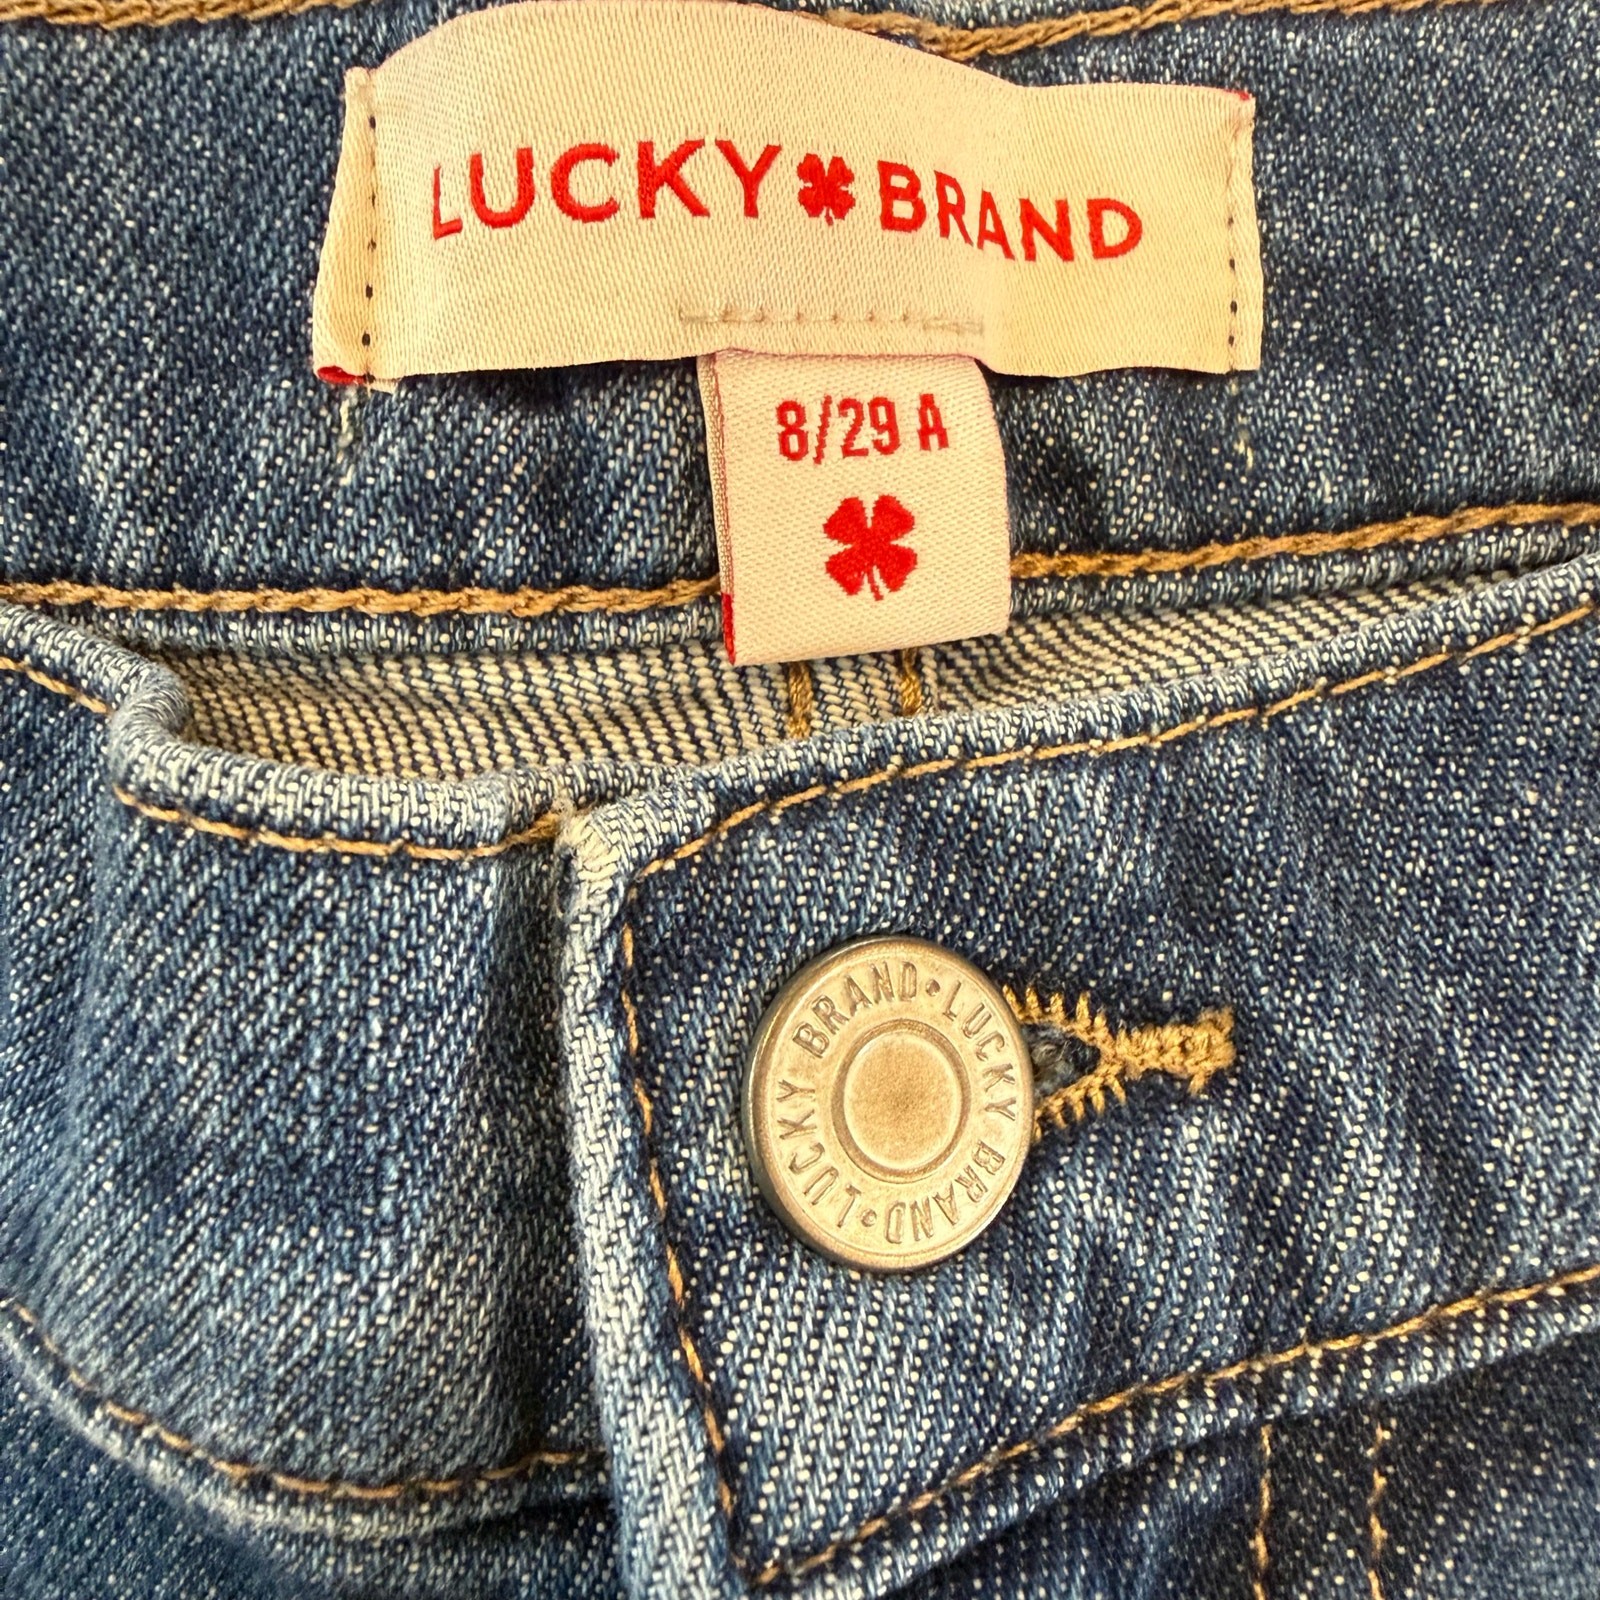 LUCKY BRAND
8/29 A
LUCKY BRAND • LUCKY BRAND •